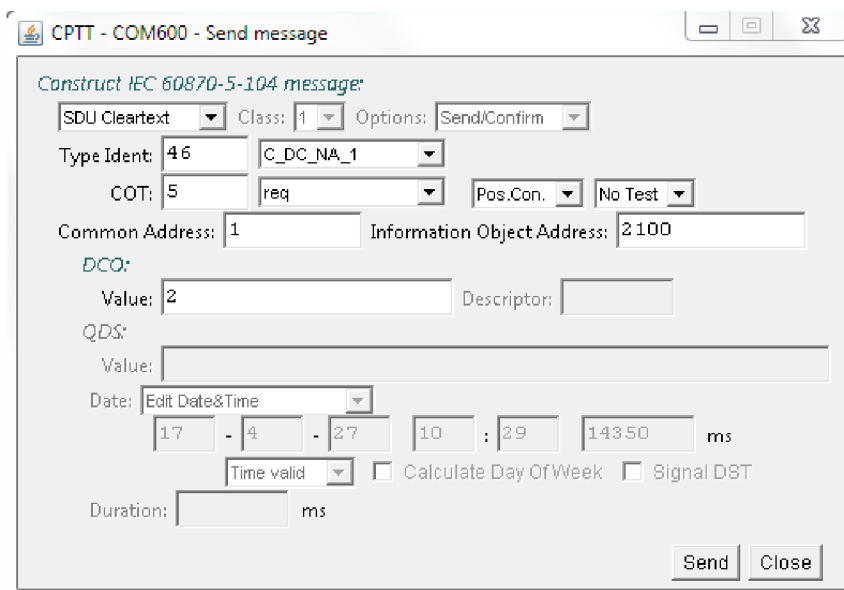 CPTT - COM600 - Send message
Construct IEC 60870-5-104 message:
SDU Cleartext Class: 1 Options: Send/Confirm
Type Ident: 46 C_DC_NA_1
COT: 5 req Pos.Con. No Test
Common Address: 1 Information Object Address: 2100
DCO:
Value: 2 Descriptor:
QDS:
Value:
Date: Edit Date&Time
17 - 4 - 27 10 : 29 14350 ms
Time valid Calculate Day Of Week Signal DST
Duration: ms
Send Close